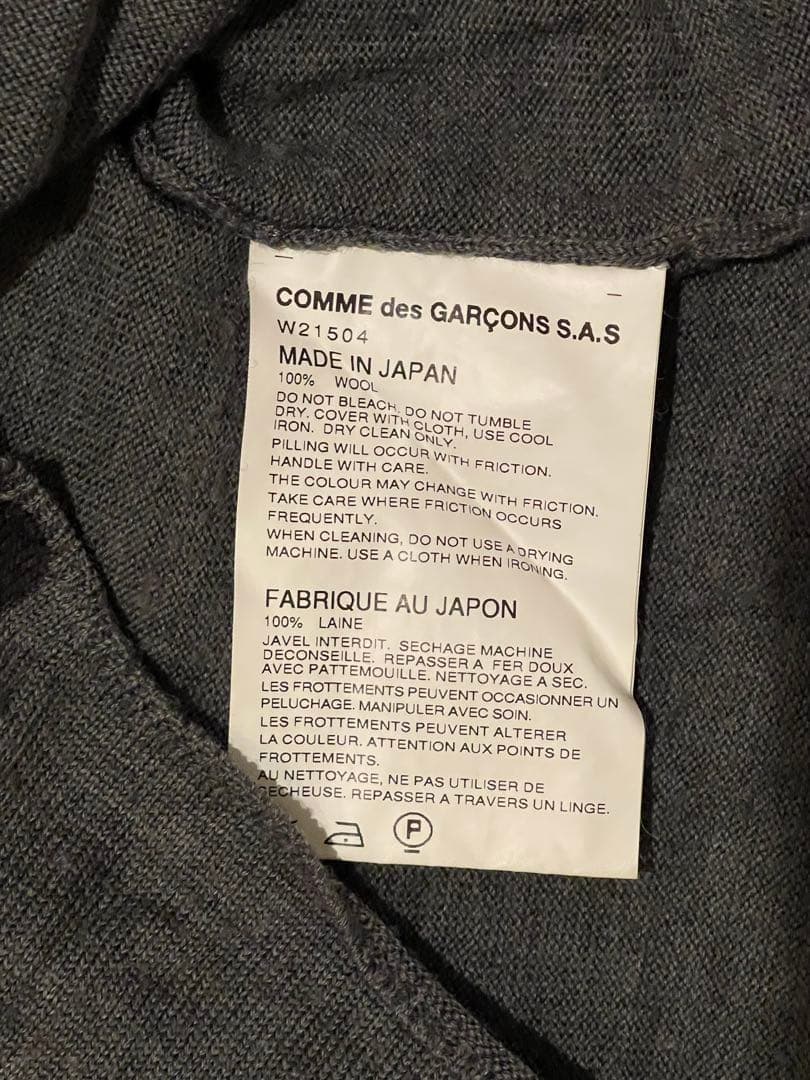 COMME des GARÇONS S.A.S
W21504
MADE IN JAPAN
100% WOOL
DO NOT BLEACH. DO NOT TUMBLE
DRY. COVER WITH CLOTH, USE COOL
IRON. DRY CLEAN ONLY.
PILLING WILL OCCUR WITH FRICTION.
HANDLE WITH CARE.
THE COLOUR MAY CHANGE WITH FRICTION.
TAKE CARE WHERE FRICTION OCCURS
FREQUENTLY.
WHEN CLEANING, DO NOT USE A DRYING
MACHINE. USE A CLOTH WHEN IRONING.
FABRIQUE AU JAPON
100% LAINE
JAVEL INTERDIT. SECHAGE MACHINE
DECONSEILLE. REPASSER A FER DOUX
AVEC PATTEMOUILLE. NETTOYAGE A SEC.
LES FROTTEMENTS PEUVENT OCCASIONNER UN
PELUCHAGE. MANIPULER AVEC SOIN.
LES FROTTEMENTS PEUVENT ALTERER
LA COULEUR. ATTENTION AUX POINTS DE
FROTTEMENTS.
AU NETTOYAGE, NE PAS UTILISER DE
SECHEUSE. REPASSER A TRAVERS UN LINGE.
P